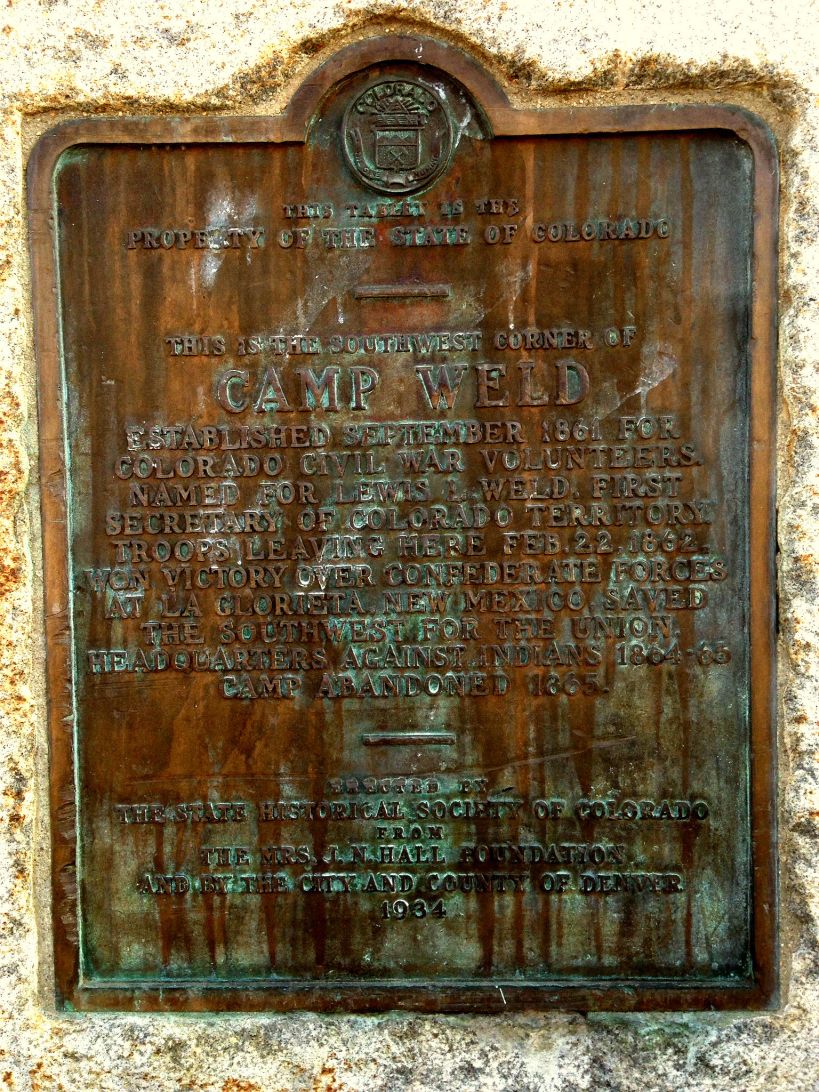 COLORADO
THIS TABLET IS THE
PROPERTY OF THE STATE OF COLORADO
THIS IS THE SOUTHWEST CORNER OF
CAMP WELD
ESTABLISHED SEPTEMBER 1861 FOR
COLORADO CIVIL WAR VOLUNTEERS.
NAMED FOR LEWIS L. WELD, FIRST
SECRETARY OF COLORADO TERRITORY.
TROOPS LEAVING HERE FEB. 22, 1862,
WON VICTORY OVER CONFEDERATE FORCES
AT LA GLORIETA, NEW MEXICO, SAVED
THE SOUTHWEST FOR THE UNION.
HEADQUARTERS AGAINST INDIANS 1864-65
CAMP ABANDONED 1865.
ERECTED BY
THE STATE HISTORICAL SOCIETY OF COLORADO
FROM
THE MRS. J. N. HALL FOUNDATION
AND BY THE CITY AND COUNTY OF DENVER
1934